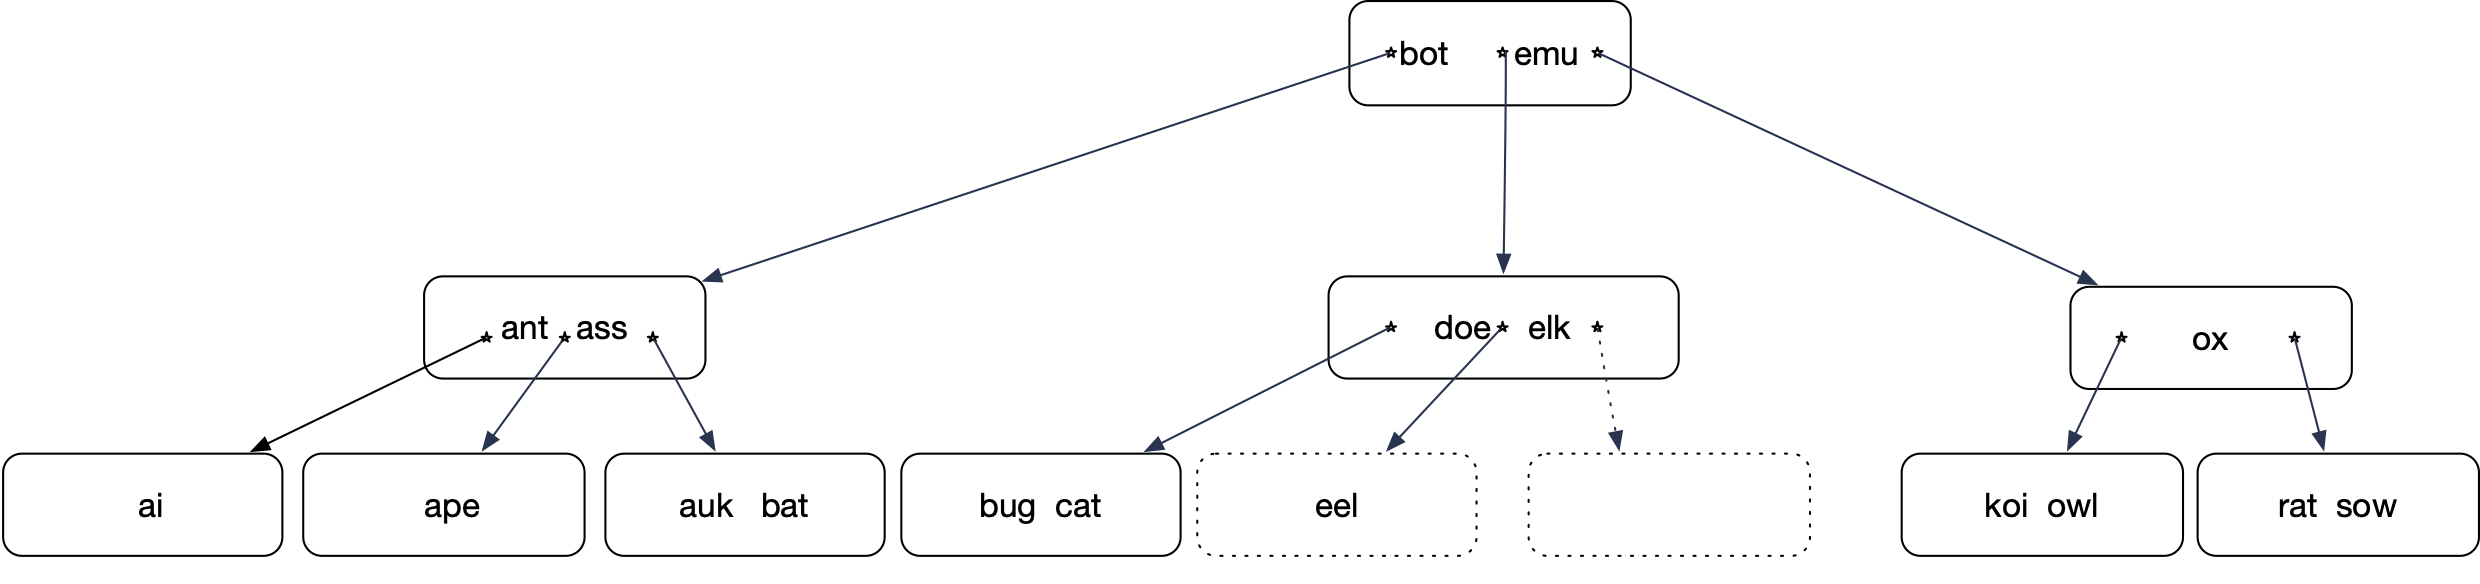 bot emu
ant ass
doe elk
ox
ai
ape
auk bat
bug cat
eel
koi owl
rat sow